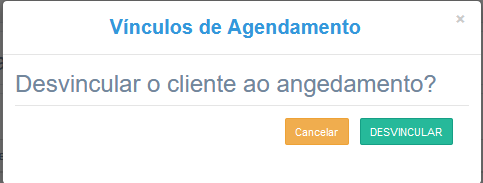 Vínculos de Agendamento
×
Desvincular o cliente ao angedamento?
Cancelar DESVINCULAR